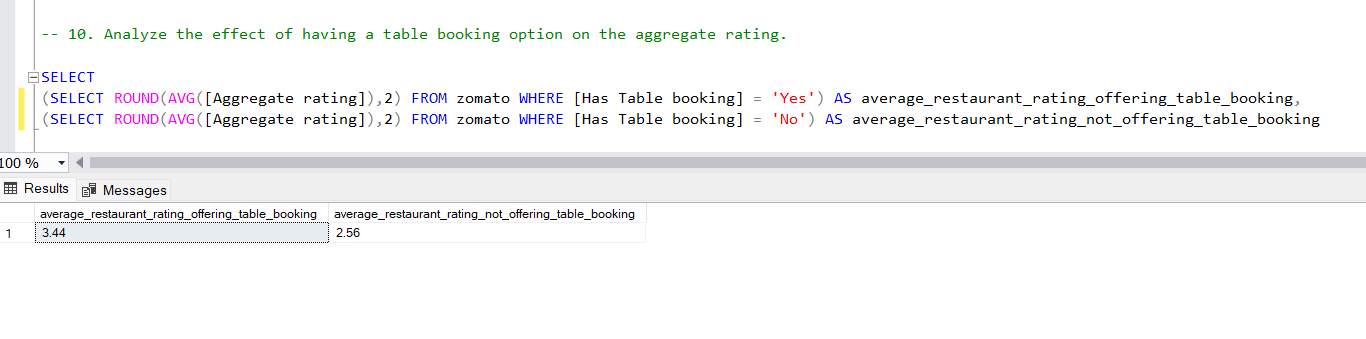 -- 10. Analyze the effect of having a table booking option on the aggregate rating.
SELECT
(SELECT ROUND(AVG([Aggregate rating]),2) FROM zomato WHERE [Has Table booking] = 'Yes') AS average_restaurant_rating_offering_table_booking,
(SELECT ROUND(AVG([Aggregate rating]),2) FROM zomato WHERE [Has Table booking] = 'No') AS average_restaurant_rating_not_offering_table_booking
100 %
Results Messages
average_restaurant_rating_offering_table_booking average_restaurant_rating_not_offering_table_booking
1 3.44 2.56